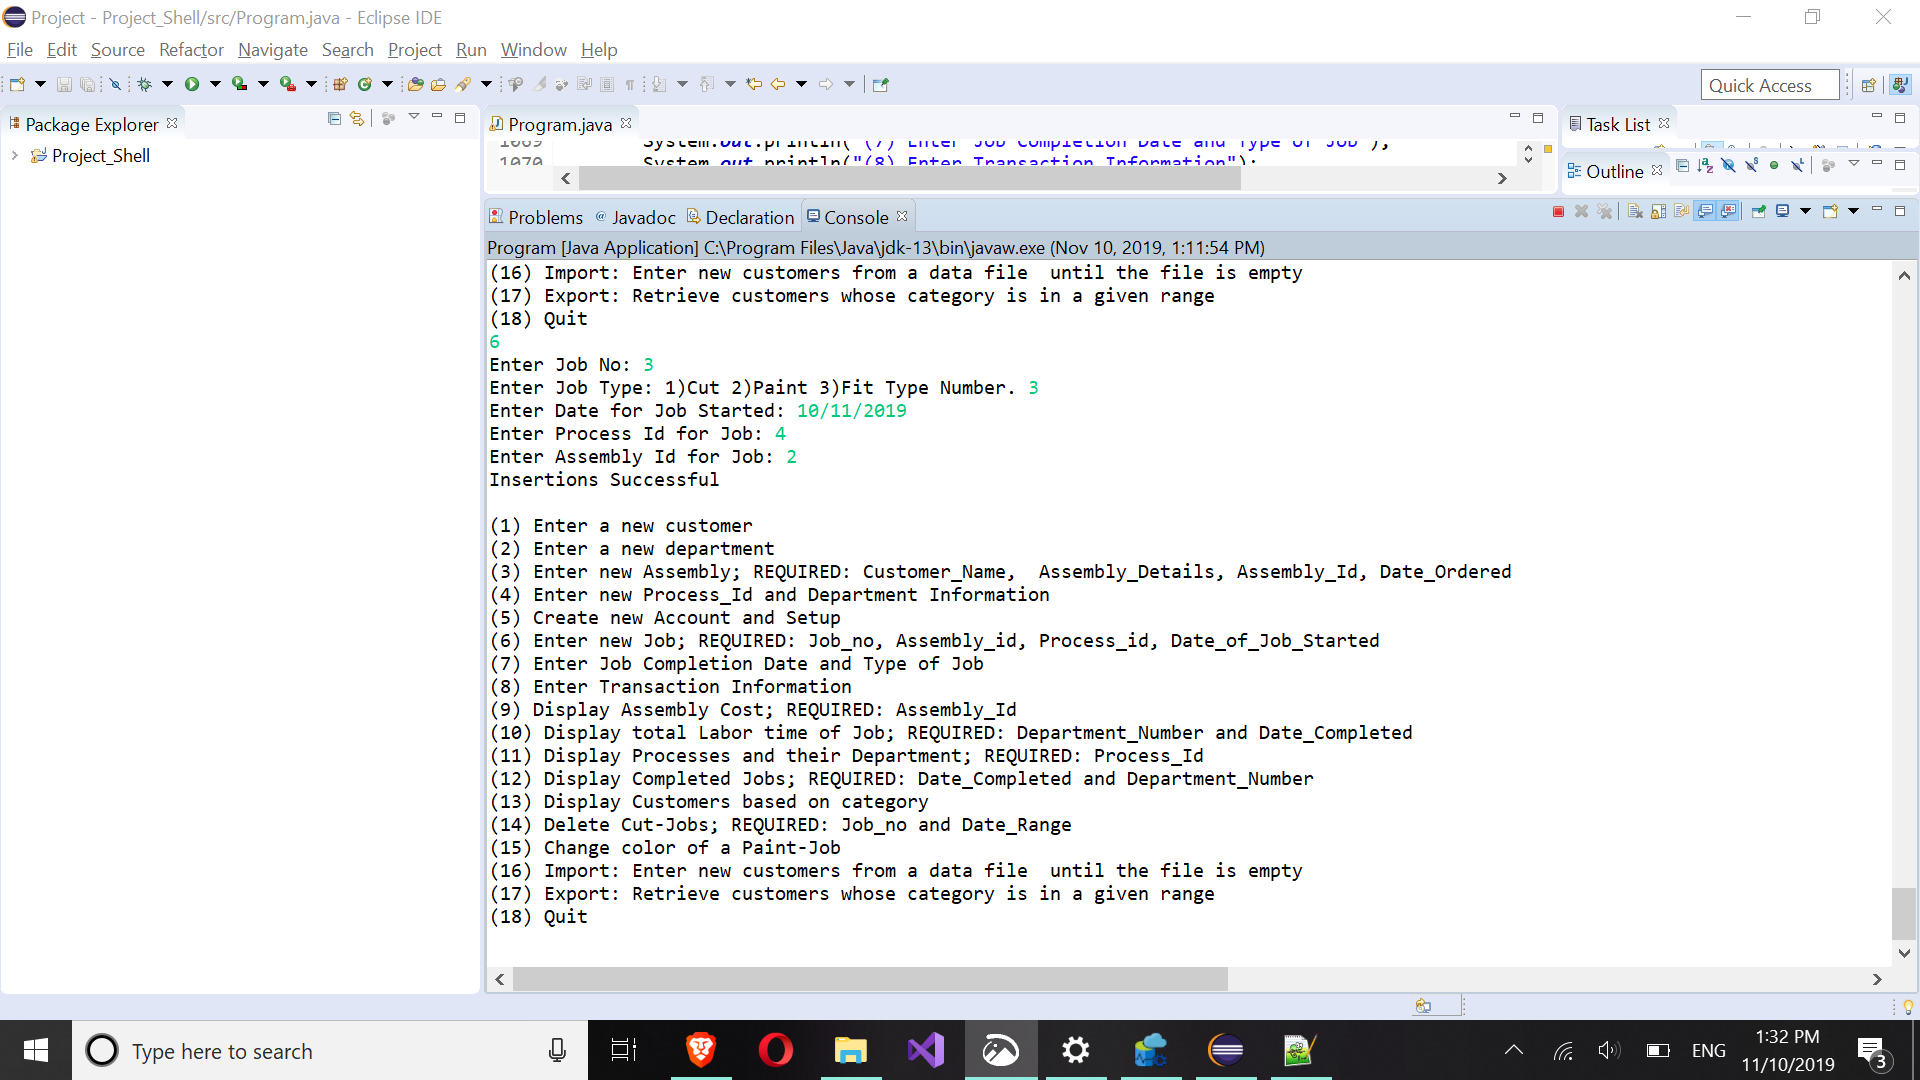 Project - Project_Shell/src/Program.java - Eclipse IDE
File Edit Source Refactor Navigate Search Project Run Window Help
Quick Access
Package Explorer
Project_Shell
Program.java
1069 System.out.println("(7) Enter Job Completion Date and Type of Job");
1070 System.out.println("(8) Enter Transaction Information");
Task List
Outline
Problems Javadoc Declaration Console
Program [Java Application] C:\Program Files\Java\jdk-13\bin\javaw.exe (Nov 10, 2019, 1:11:54 PM)
(16) Import: Enter new customers from a data file  until the file is empty
(17) Export: Retrieve customers whose category is in a given range
(18) Quit
6
Enter Job No: 3
Enter Job Type: 1)Cut 2)Paint 3)Fit Type Number. 3
Enter Date for Job Started: 10/11/2019
Enter Process Id for Job: 4
Enter Assembly Id for Job: 2
Insertions Successful
(1) Enter a new customer
(2) Enter a new department
(3) Enter new Assembly; REQUIRED: Customer_Name,  Assembly_Details, Assembly_Id, Date_Ordered
(4) Enter new Process_Id and Department Information
(5) Create new Account and Setup
(6) Enter new Job; REQUIRED: Job_no, Assembly_id, Process_id, Date_of_Job_Started
(7) Enter Job Completion Date and Type of Job
(8) Enter Transaction Information
(9) Display Assembly Cost; REQUIRED: Assembly_Id
(10) Display total Labor time of Job; REQUIRED: Department_Number and Date_Completed
(11) Display Processes and their Department; REQUIRED: Process_Id
(12) Display Completed Jobs; REQUIRED: Date_Completed and Department_Number
(13) Display Customers based on category
(14) Delete Cut-Jobs; REQUIRED: Job_no and Date_Range
(15) Change color of a Paint-Job
(16) Import: Enter new customers from a data file  until the file is empty
(17) Export: Retrieve customers whose category is in a given range
(18) Quit
Type here to search
ENG
1:32 PM
11/10/2019
3